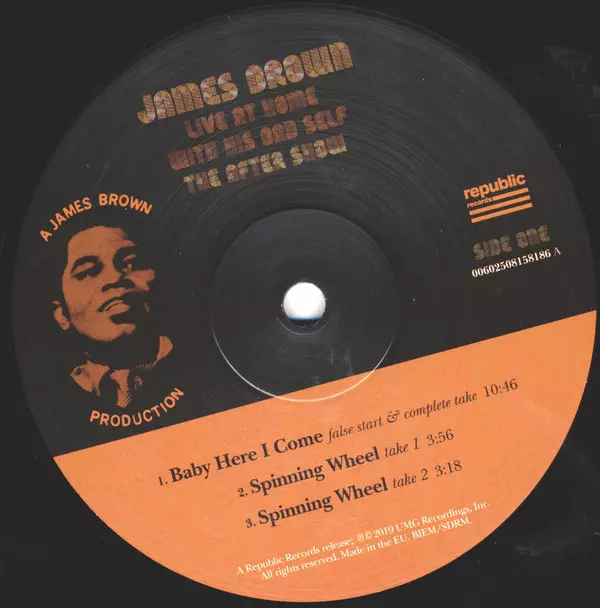 JAMES BROWN
LIVE AT HOME
WITH HIS BAD SELF
THE AFTER SHOW
A JAMES BROWN
PRODUCTION
republic
records
SIDE ONE
00602508158186 A
1. Baby Here I Come false start & complete take 10:46
2. Spinning Wheel take 1 3:56
3. Spinning Wheel take 2 3:18
A Republic Records release; ℗©2019 UMG Recordings, Inc.
All rights reserved. Made in the EU. BIEM/SDRM.